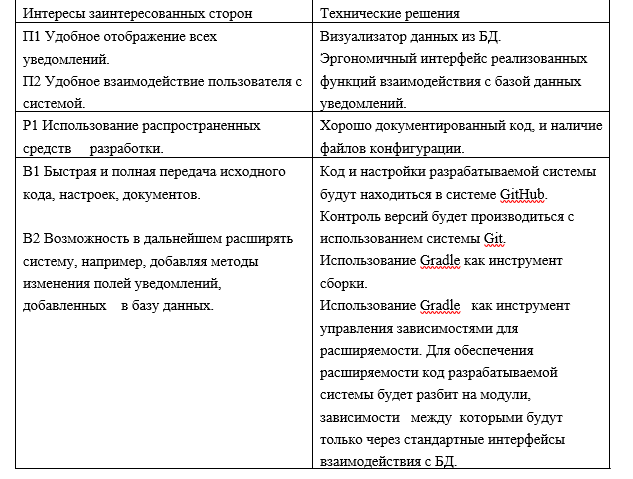 Интересы заинтересованных сторон
Технические решения
П1 Удобное отображение всех
уведомлений.
П2 Удобное взаимодействие пользователя с
системой.
Визуализатор данных из БД.
Эргономичный интерфейс реализованных
функций взаимодействия с базой данных
уведомлений.
Р1 Использование распространенных
средств разработки.
Хорошо документированный код, и наличие
файлов конфигурации.
В1 Быстрая и полная передача исходного
кода, настроек, документов.
В2 Возможность в дальнейшем расширять
систему, например, добавляя методы
изменения полей уведомлений,
добавленных в базу данных.
Код и настройки разрабатываемой системы
будут находиться в системе GitHub.
Контроль версий будет производиться с
использованием системы Git.
Использование Gradle как инструмент
сборки.
Использование Gradle как инструмент
управления зависимостями для
расширяемости. Для обеспечения
расширяемости код разрабатываемой
системы будет разбит на модули,
зависимости между которыми будут
только через стандартные интерфейсы
взаимодействия с БД.